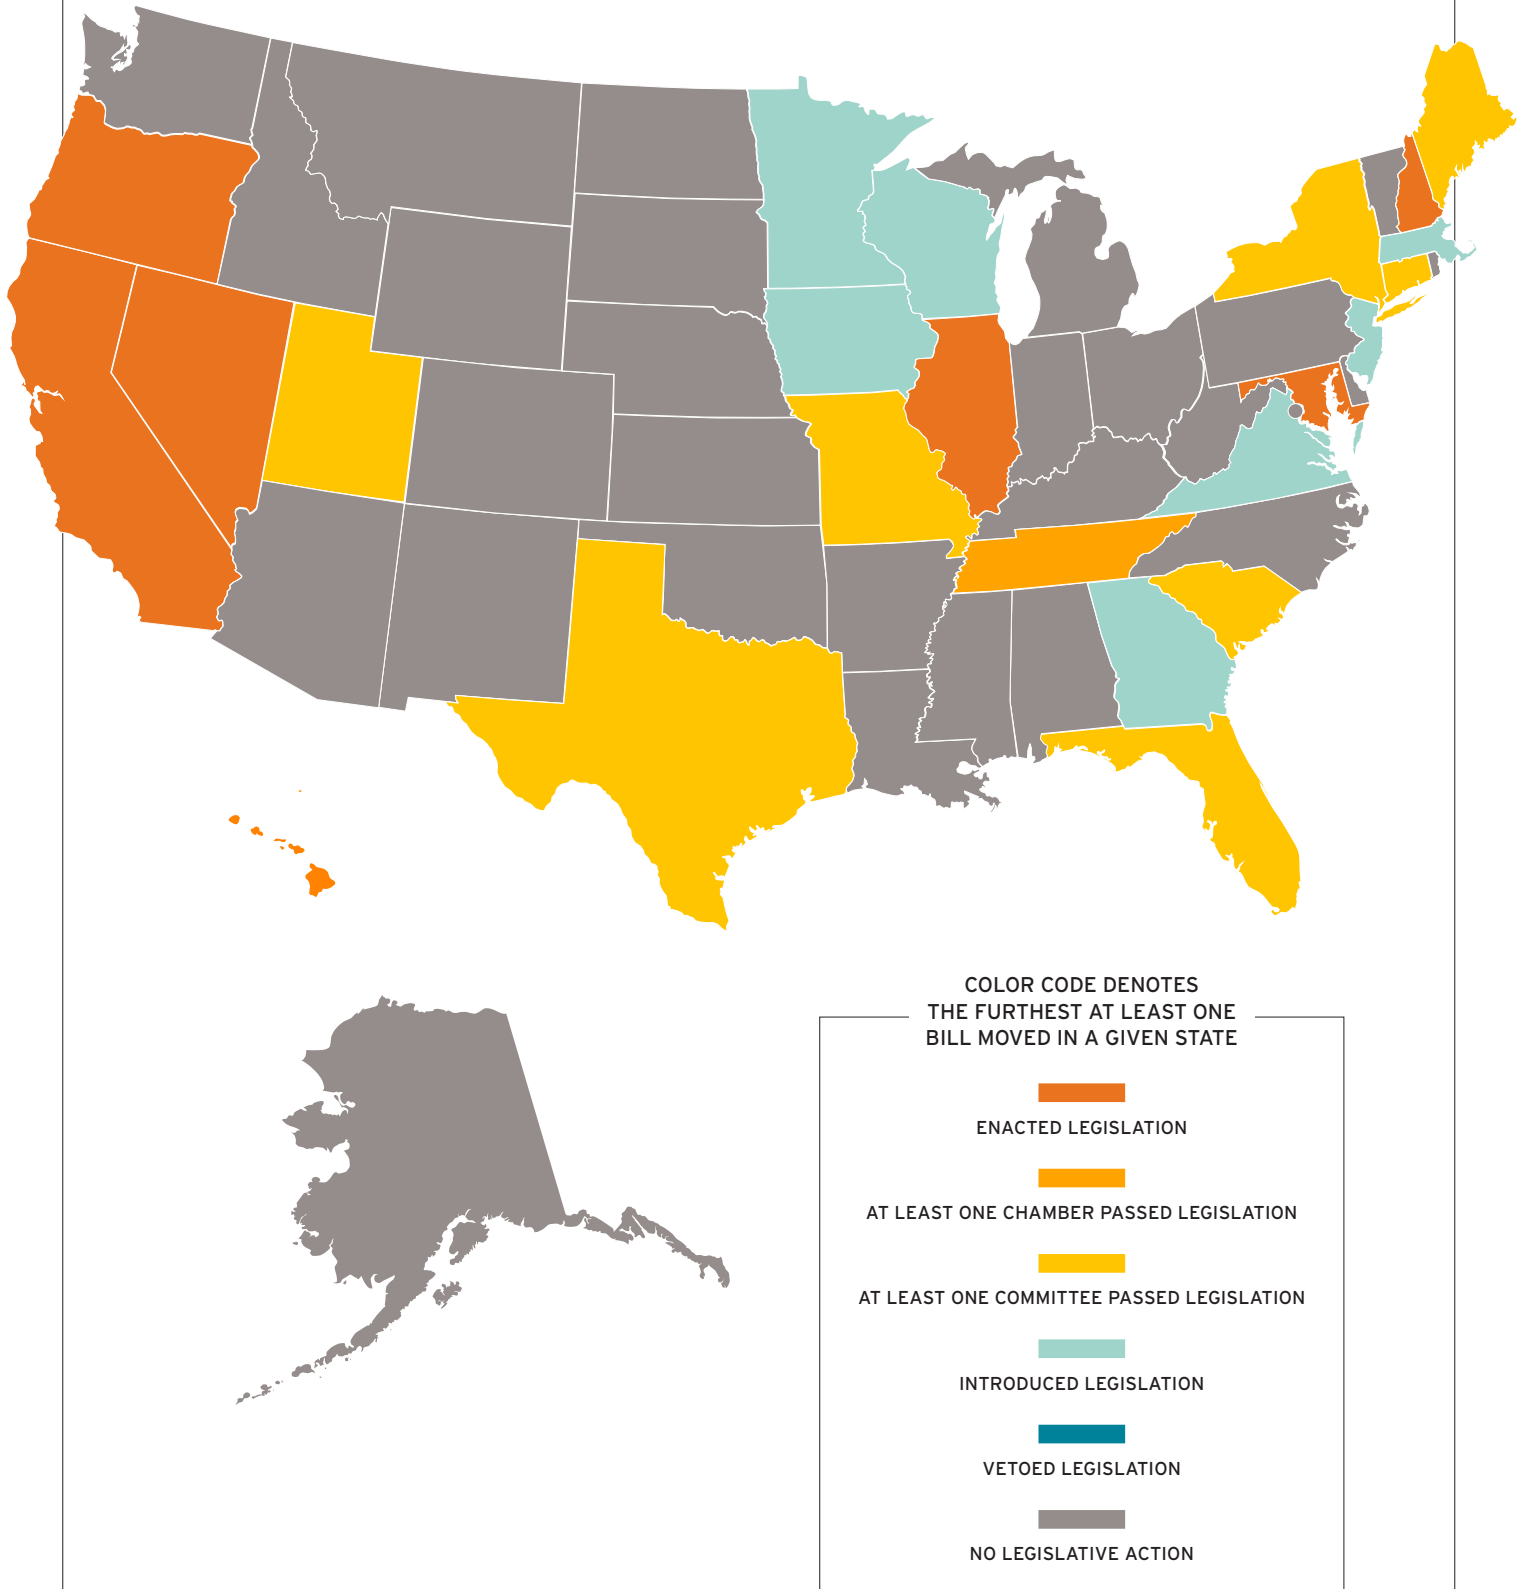 COLOR CODE DENOTES
THE FURTHEST AT LEAST ONE
BILL MOVED IN A GIVEN STATE
ENACTED LEGISLATION
AT LEAST ONE CHAMBER PASSED LEGISLATION
AT LEAST ONE COMMITTEE PASSED LEGISLATION
INTRODUCED LEGISLATION
VETOED LEGISLATION
NO LEGISLATIVE ACTION